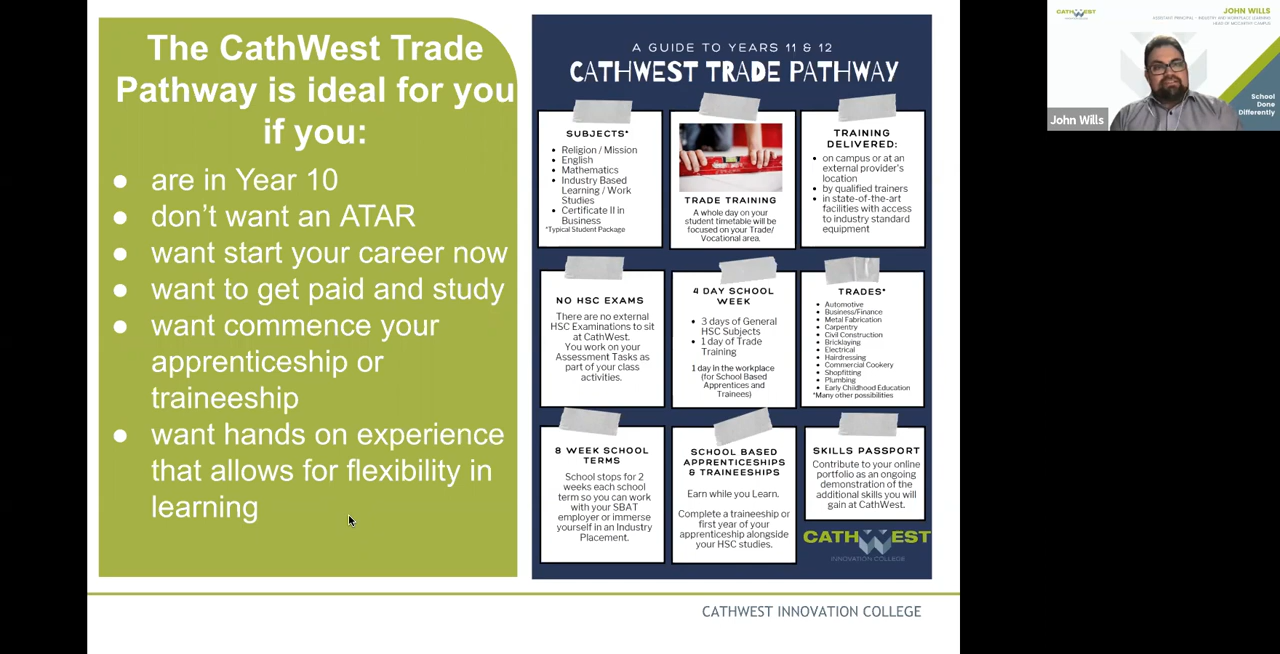 The CathWest Trade
Pathway is ideal for you
if you:
● are in Year 10
● don't want an ATAR
● want start your career now
● want to get paid and study
● want commence your
apprenticeship or
traineeship
● want hands on experience
that allows for flexibility in
learning
A GUIDE TO YEARS 11 & 12
CATHWEST TRADE PATHWAY
SUBJECTS*
• Religion / Mission
• English
• Mathematics
• Industry Based
Learning / Work
Studies
• Certificate II in
Business
*Typical Student Package
TRADE TRAINING
A whole day on your
student timetable will be
focused on your Trade/
Vocational area.
TRAINING
DELIVERED:
• on campus or at an
external provider's
location
• by qualified trainers
• in state-of-the-art
facilities with access
to industry standard
equipment
NO HSC EXAMS
There are no external
HSC Examinations to sit
at CathWest.
You work on your
Assessment Tasks as
part of your class
activities.
4 DAY SCHOOL
WEEK
• 3 days of General
HSC Subjects
• 1 day of Trade
Training
1 day in the workplace
(for School Based
Apprentices and
Trainees)
TRADES*
• Automotive
• Business/Finance
• Metal Fabrication
• Carpentry
• Civil Construction
• Bricklaying
• Electrical
• Hairdressing
• Commercial Cookery
• Shopfitting
• Plumbing
• Early Childhood Education
*Many other possibilities
8 WEEK SCHOOL
TERMS
School stops for 2
weeks each school
term so you can work
with your SBAT
employer or immerse
yourself in an Industry
Placement.
SCHOOL BASED
APPRENTICESHIPS
& TRAINEESHIPS
Earn while you Learn.
Complete a traineeship or
first year of your
apprenticeship alongside
your HSC studies.
SKILLS PASSPORT
Contribute to your online
portfolio as an ongoing
demonstration of the
additional skills you will
gain at CathWest.
CATHWEST
INNOVATION COLLEGE
CATHWEST INNOVATION COLLEGE
CATHWEST
JOHN WILLS
ASSISTANT PRINCIPAL - INDUSTRY AND WORKPLACE LEARNING
HEAD OF MCCARTHY CAMPUS
School
Done
Differently
John Wills